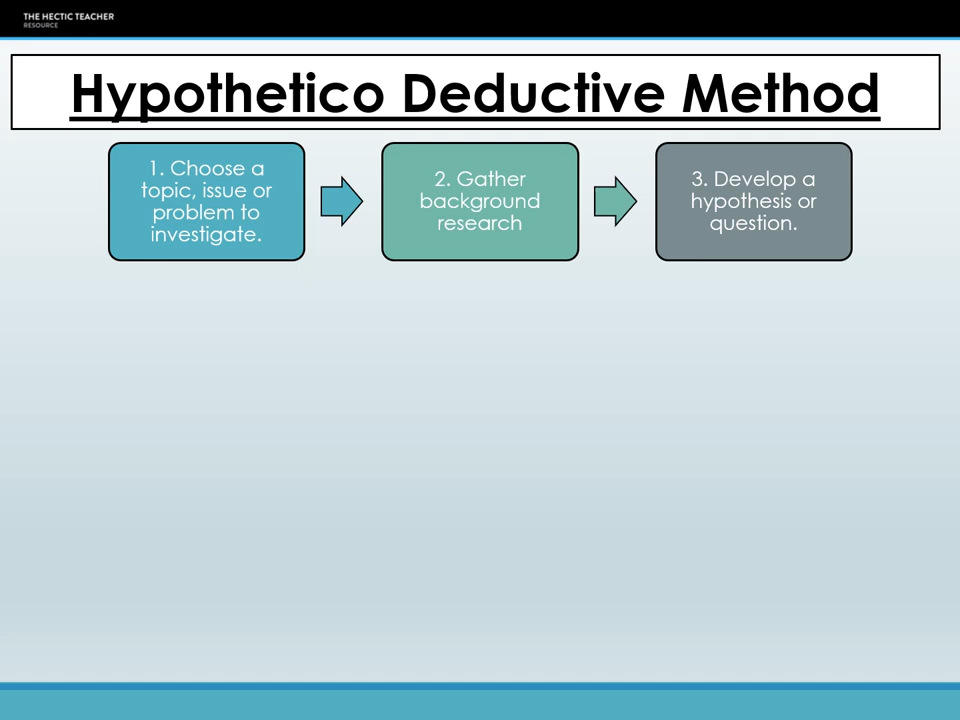 THE HECTIC TEACHER
RESOURCE
Hypothetico Deductive Method
1. Choose a
topic, issue or
problem to
investigate.
2. Gather
background
research
3. Develop a
hypothesis or
question.